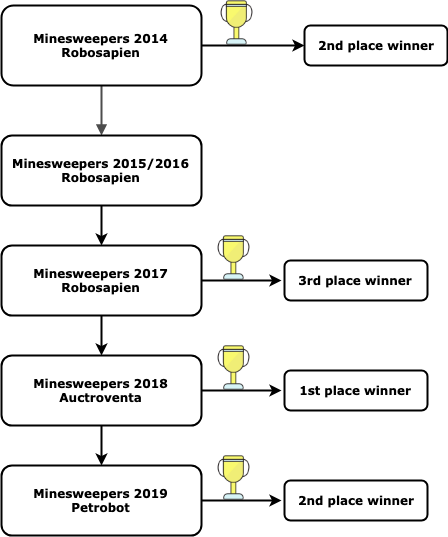 Minesweepers 2014
Robosapien
2nd place winner
Minesweepers 2015/2016
Robosapien
Minesweepers 2017
Robosapien
3rd place winner
Minesweepers 2018
Auctroventa
1st place winner
Minesweepers 2019
Petrobot
2nd place winner